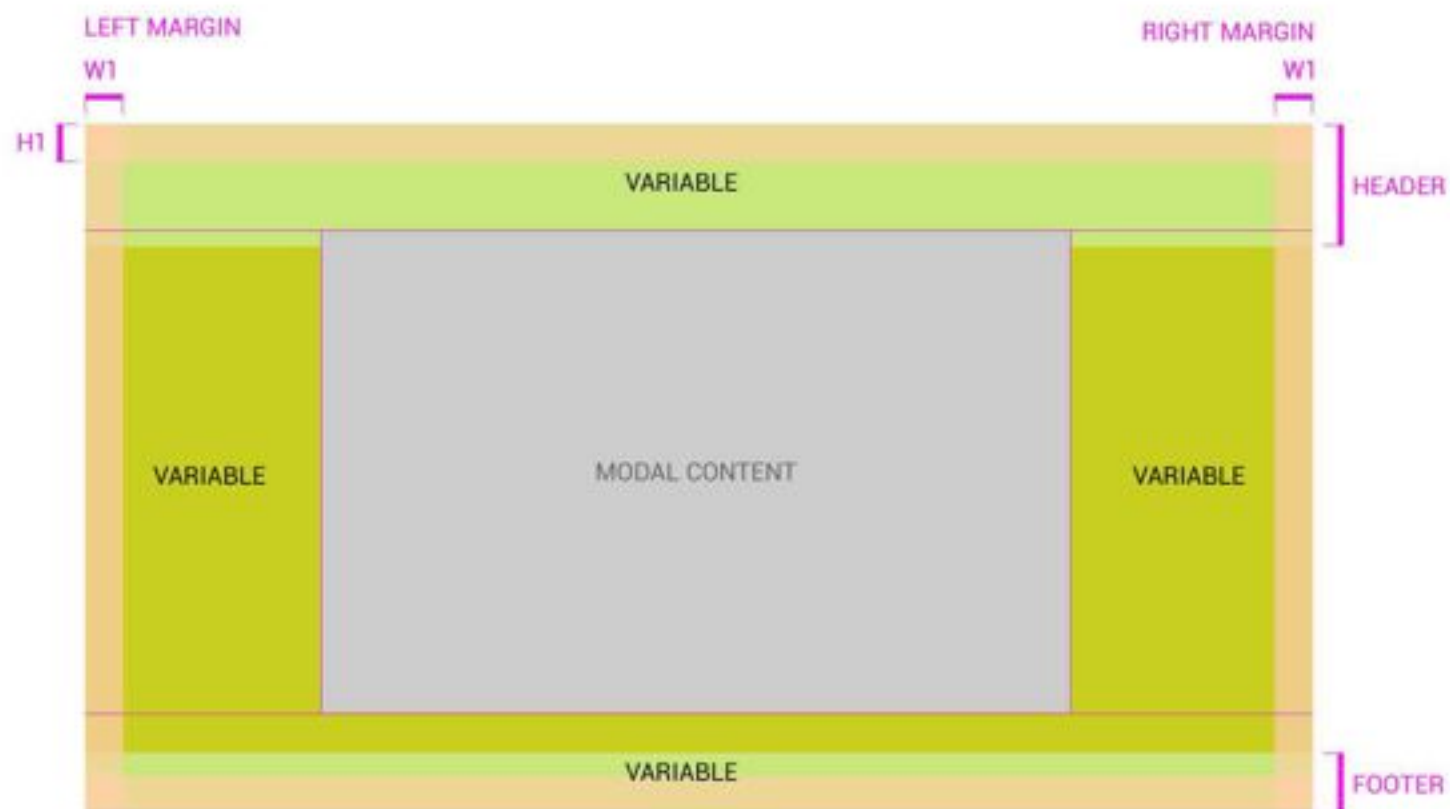 LEFT MARGIN
RIGHT MARGIN
W1
W1
H1
VARIABLE
HEADER
VARIABLE
MODAL CONTENT
VARIABLE
VARIABLE
FOOTER